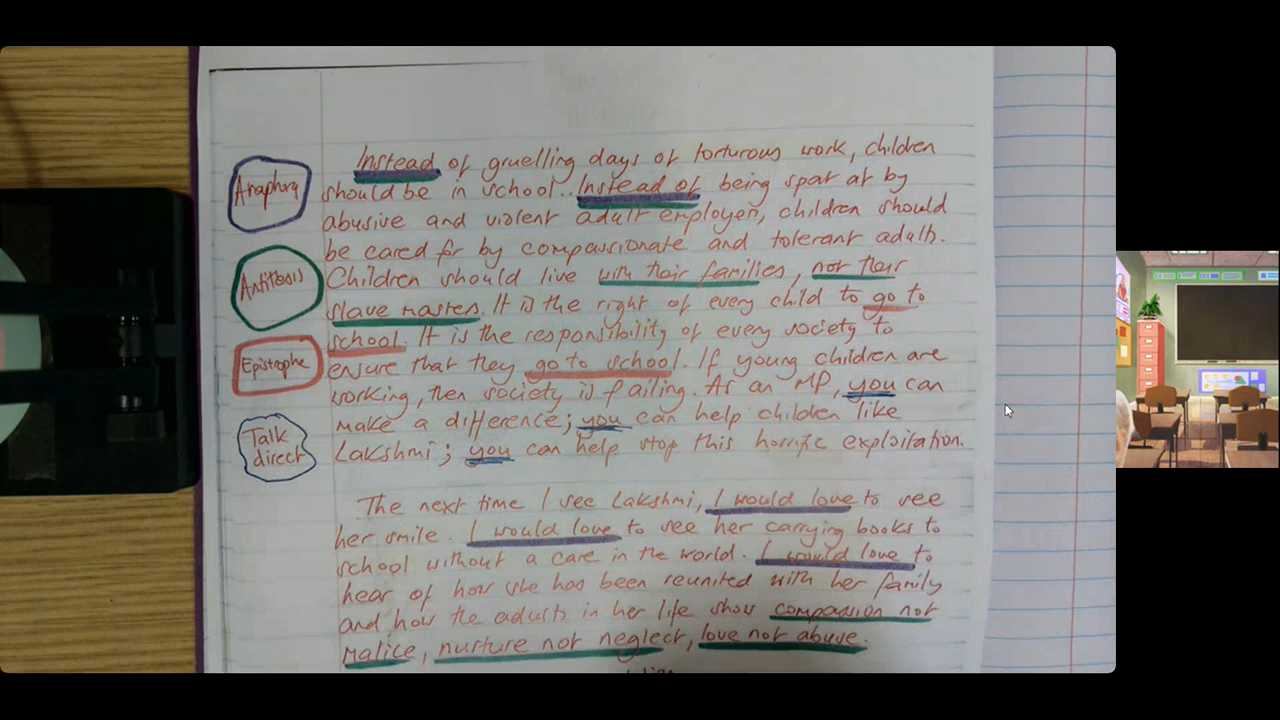 Anaphora
Antithesis
Epistrophe
Talk
direct
Instead of gruelling days of torturous work, children
should be in school. Instead of being spat at by
abusive and violent adult employers, children should
be cared for by compassionate and tolerant adults.
Children should live with their families, not their
slave masters. It is the right of every child to go to
school. It is the responsibility of every society to
ensure that they go to school. If young children are
working, then society is failing. As an MP, you can
make a difference; you can help children like
Lakshmi; you can help stop this horrific exploitation.
The next time I see Lakshmi, I would love to see
her smile. I would love to see her carrying books to
school without a care in the world. I would love to
hear of how she has been reunited with her family
and how the adults in her life show compassion not
malice, nurture not neglect, love not abuse.